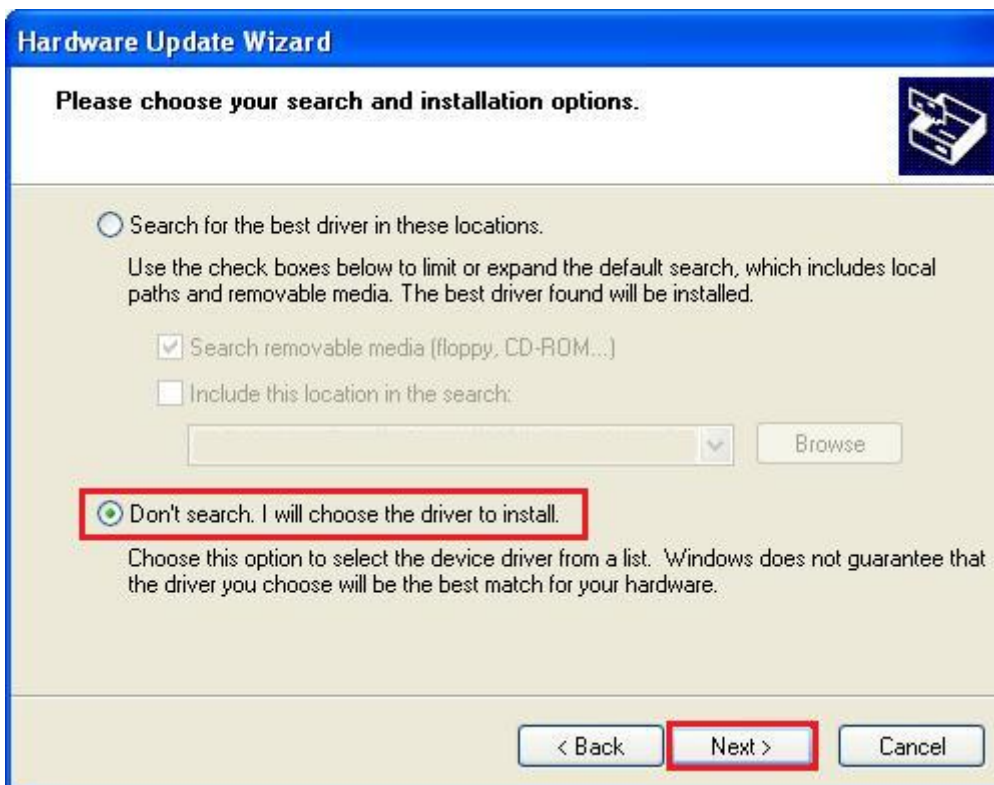 Hardware Update Wizard
Please choose your search and installation options.
Search for the best driver in these locations.
Use the check boxes below to limit or expand the default search, which includes local
paths and removable media. The best driver found will be installed.
Search removable media (floppy, CD-ROM...)
Include this location in the search:
Browse
Don't search. I will choose the driver to install.
Choose this option to select the device driver from a list. Windows does not guarantee that
the driver you choose will be the best match for your hardware.
< Back Next > Cancel